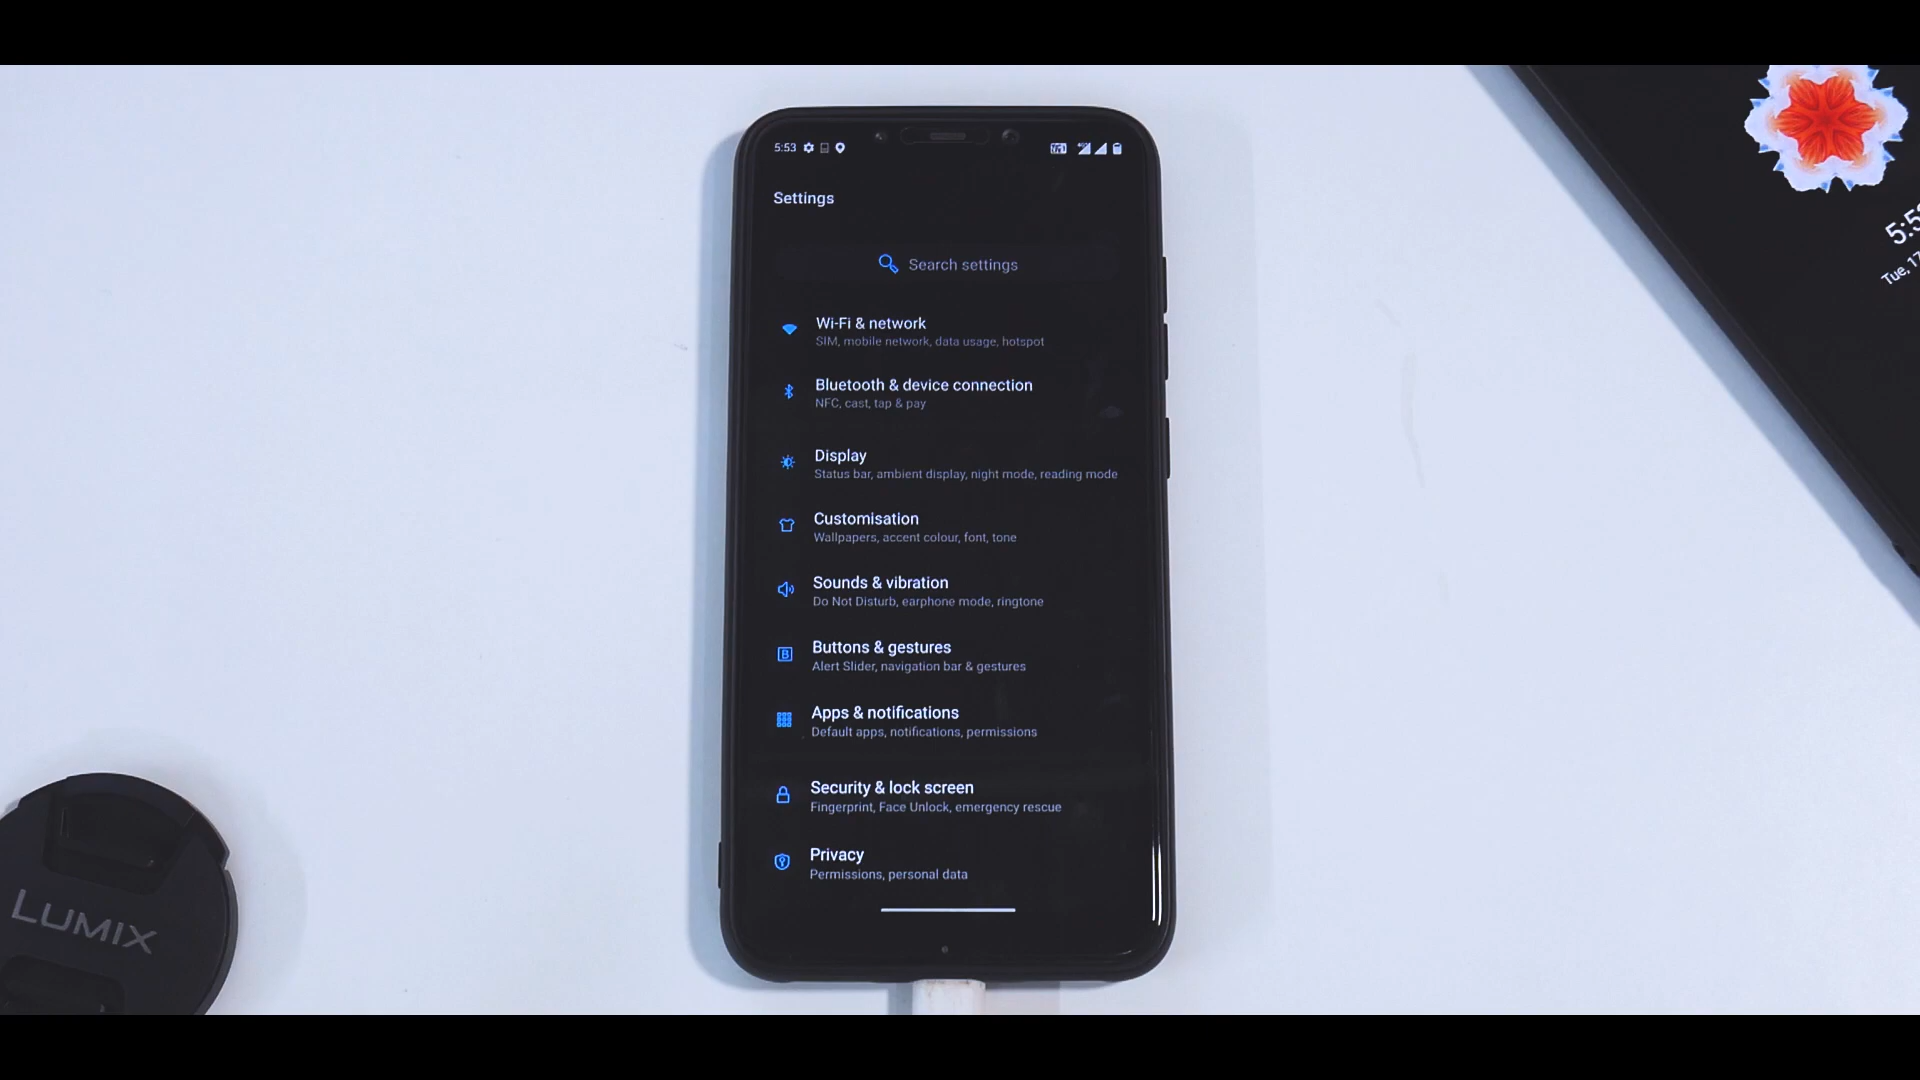 5:53
Settings
Search settings
Wi-Fi & network
SIM, mobile network, data usage, hotspot
Bluetooth & device connection
NFC, cast, tap & pay
Display
Status bar, ambient display, night mode, reading mode
Customisation
Wallpapers, accent colour, font, tone
Sounds & vibration
Do Not Disturb, earphone mode, ringtone
Buttons & gestures
Alert Slider, navigation bar & gestures
Apps & notifications
Default apps, notifications, permissions
Security & lock screen
Fingerprint, Face Unlock, emergency rescue
Privacy
Permissions, personal data
LUMIX
Tue, 17